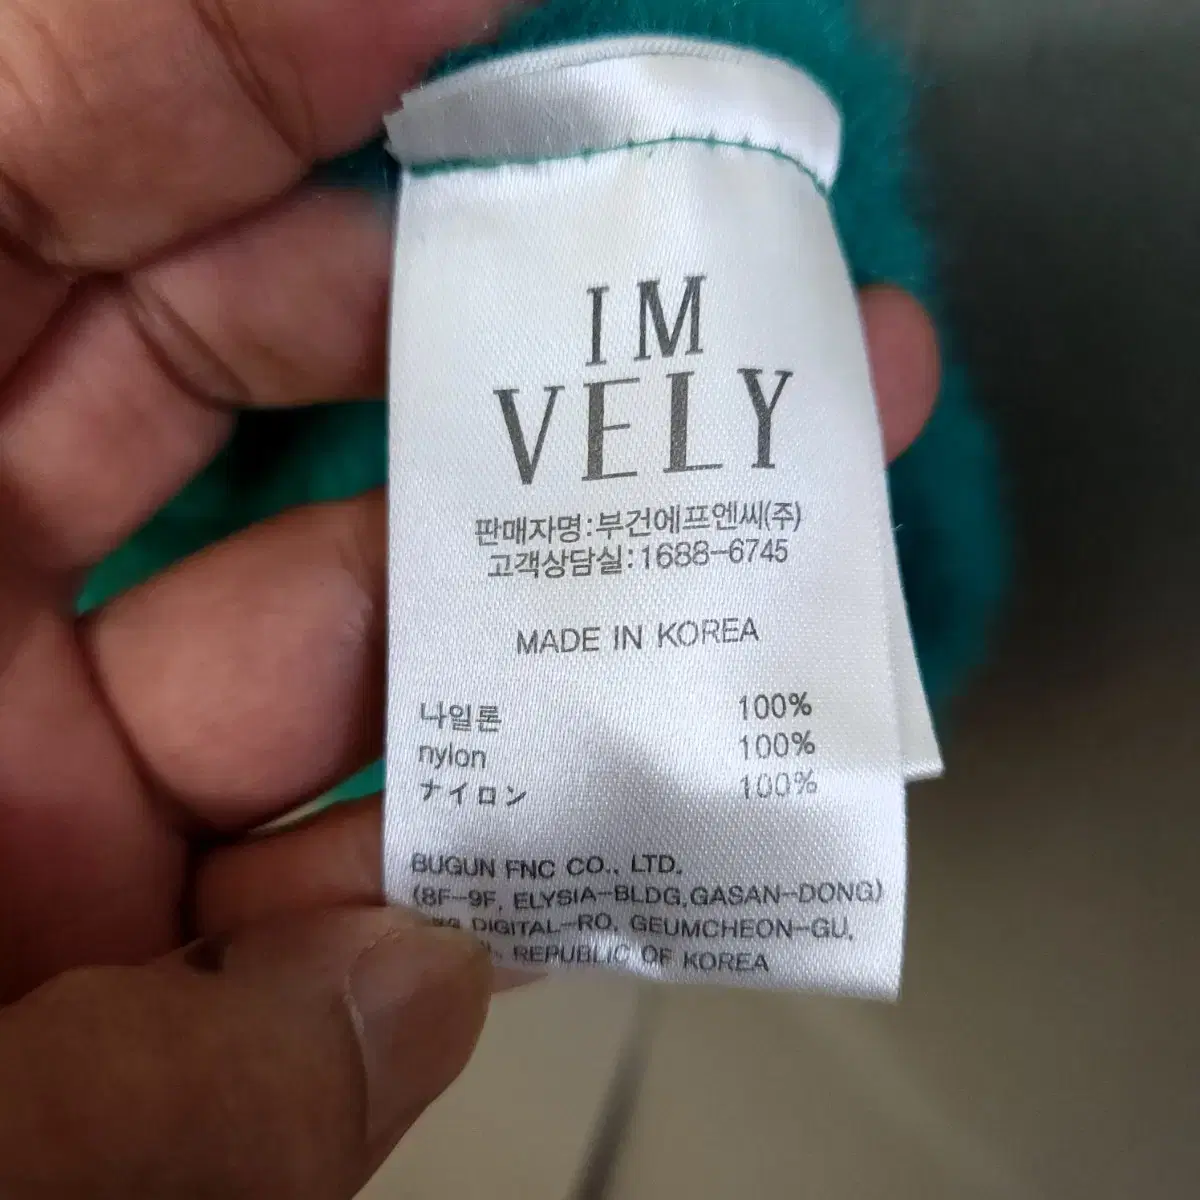 IM
VELY
판매자명:부건에프엔씨(주)
고객상담실:1688-6745
MADE IN KOREA
나일론 100%
nylon 100%
ナイロン 100%
BUGUN FNC CO., LTD.
(8F-9F, ELYSIA-BLDG,GASAN-DONG)
DIGITAL-RO, GEUMCHEON-GU,
REPUBLIC OF KOREA